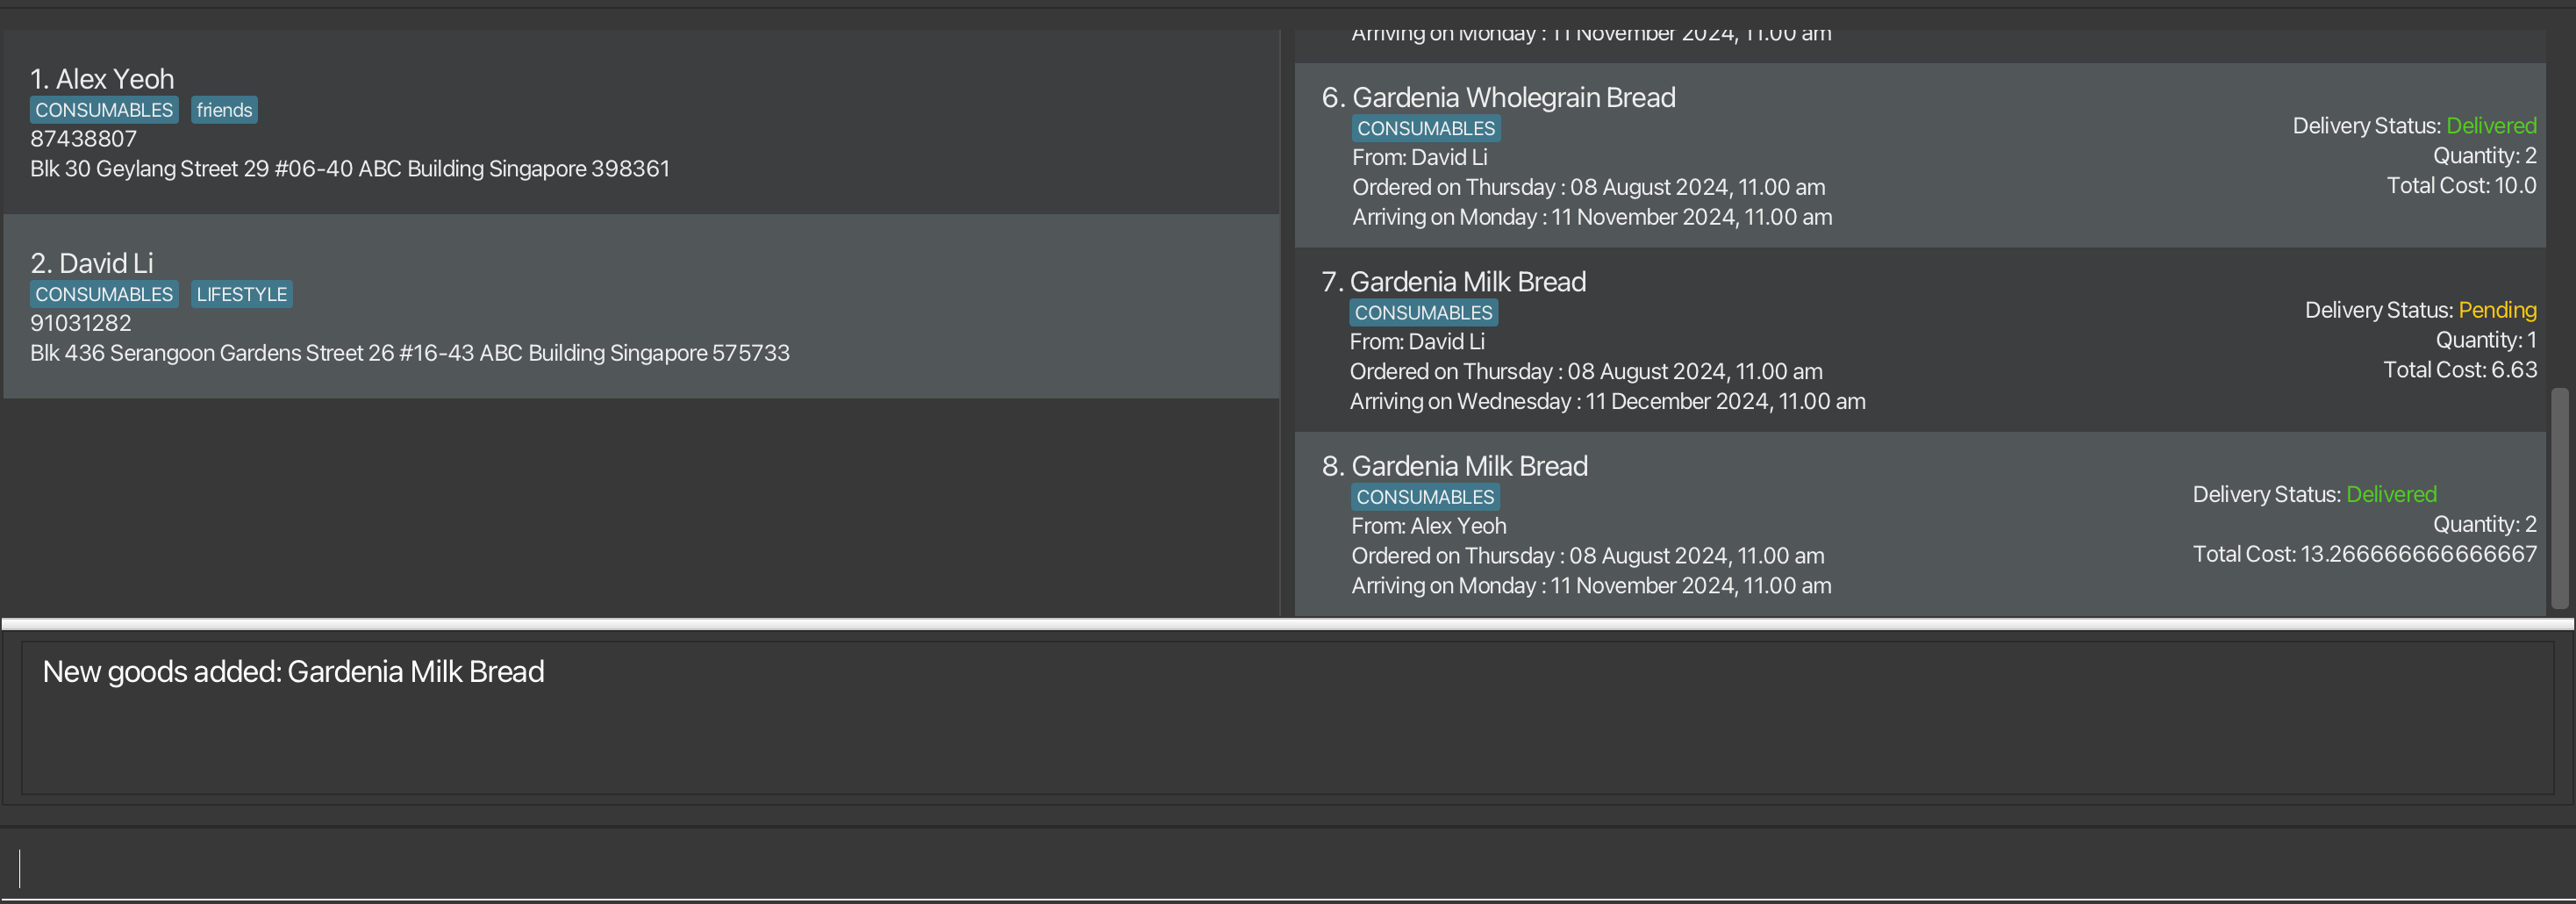 1. Alex Yeoh
CONSUMABLES friends
87438807
Blk 30 Geylang Street 29 #06-40 ABC Building Singapore 398361
2. David Li
CONSUMABLES LIFESTYLE
91031282
Blk 436 Serangoon Gardens Street 26 #16-43 ABC Building Singapore 575733
Arriving on Monday : 11 November 2024, 11.00 am
6. Gardenia Wholegrain Bread
CONSUMABLES
From: David Li
Ordered on Thursday : 08 August 2024, 11.00 am
Arriving on Monday : 11 November 2024, 11.00 am
Delivery Status: Delivered
Quantity: 2
Total Cost: 10.0
7. Gardenia Milk Bread
CONSUMABLES
From: David Li
Ordered on Thursday : 08 August 2024, 11.00 am
Arriving on Wednesday : 11 December 2024, 11.00 am
Delivery Status: Pending
Quantity: 1
Total Cost: 6.63
8. Gardenia Milk Bread
CONSUMABLES
From: Alex Yeoh
Ordered on Thursday : 08 August 2024, 11.00 am
Arriving on Monday : 11 November 2024, 11.00 am
Delivery Status: Delivered
Quantity: 2
Total Cost: 13.266666666666667
New goods added: Gardenia Milk Bread